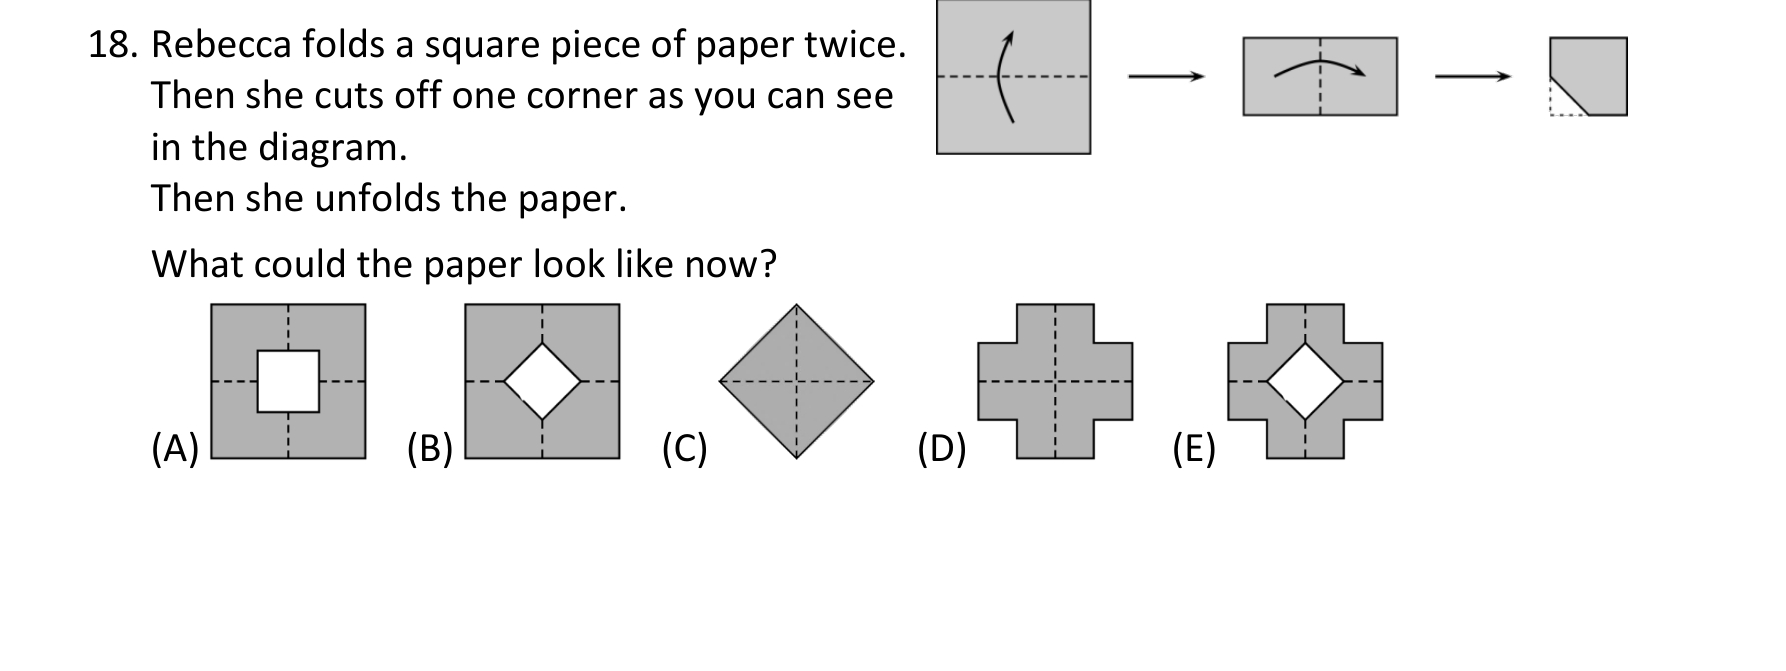 18. Rebecca folds a square piece of paper twice.
Then she cuts off one corner as you can see
in the diagram.
Then she unfolds the paper.
What could the paper look like now?
(A) (B) (C) (D) (E)